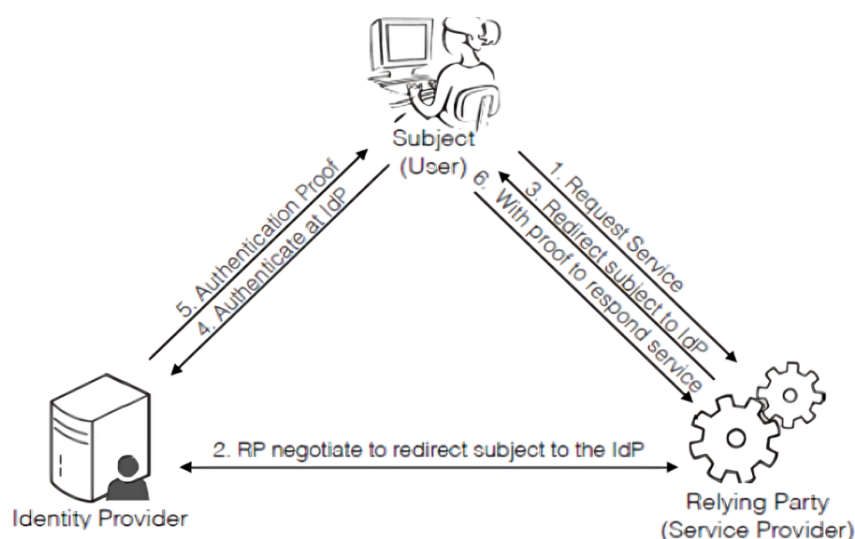 Subject
(User)
1. Request Service
3. Redirect subject to IdP
6. With proof to respond service
5. Authentication Proof
4. Authenticate at IdP
2. RP negotiate to redirect subject to the IdP
Identity Provider
Relying Party
(Service Provider)